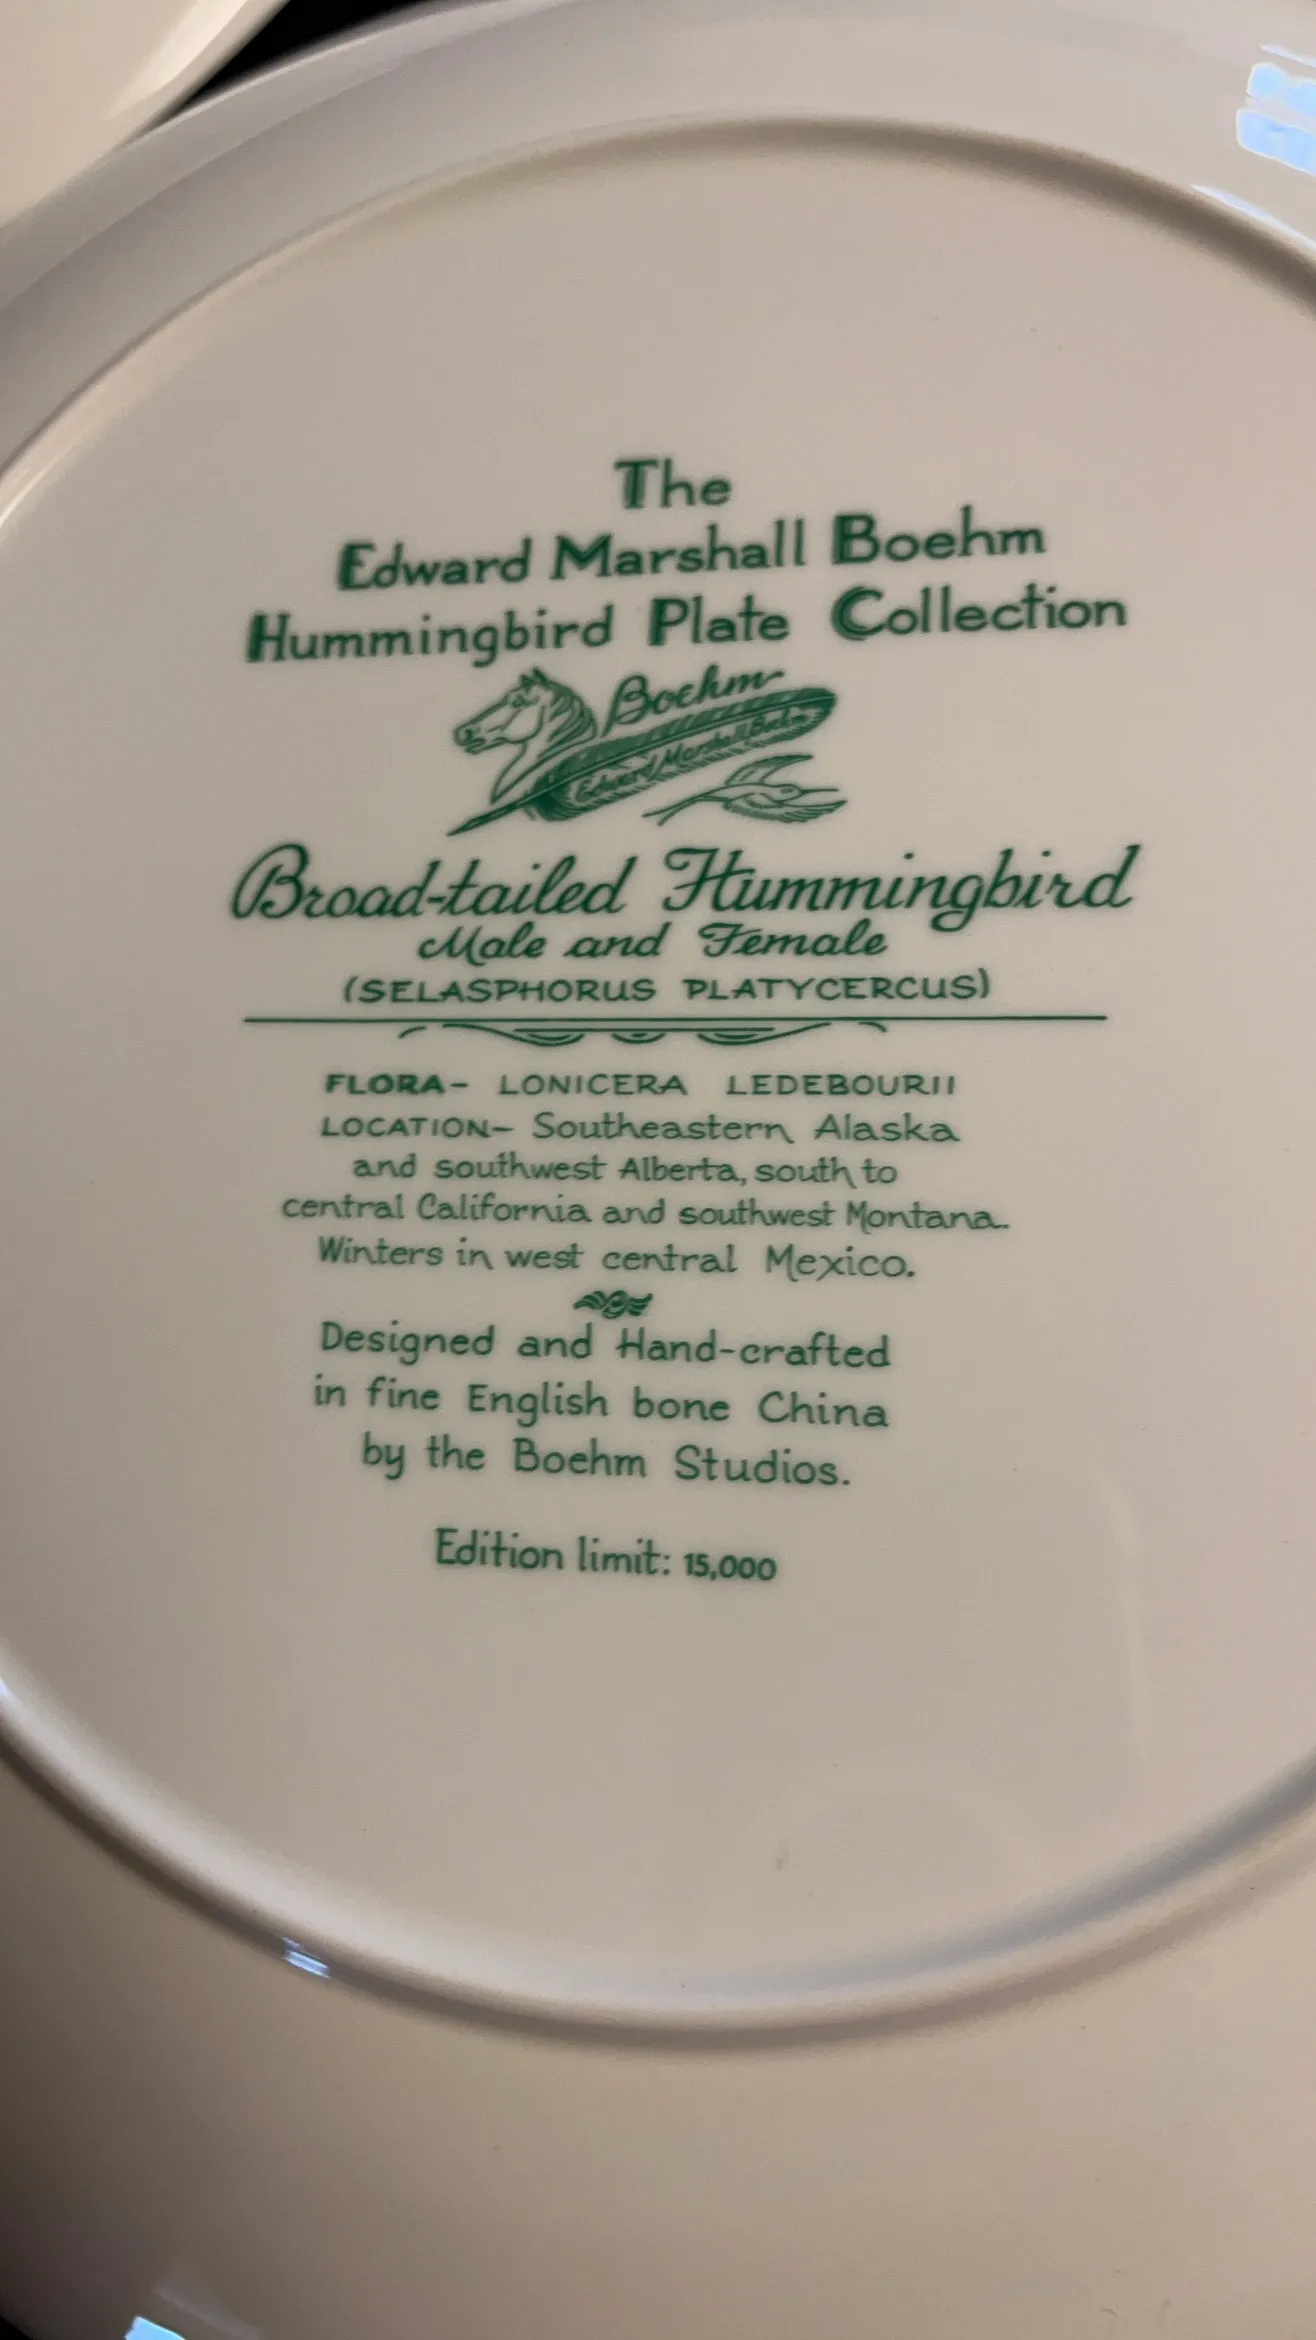 The
Edward Marshall Boehm
Hummingbird Plate Collection
Boehm
Edward Marshall Boehm
Broad-tailed Hummingbird
Male and Female
(SELASPHORUS PLATYCERCUS)
FLORA- LONICERA LEDEBOURII
LOCATION- Southeastern Alaska
and southwest Alberta, south to
central California and southwest Montana.
Winters in west central Mexico.
Designed and Hand-crafted
in fine English bone China
by the Boehm Studios.
Edition limit: 15,000